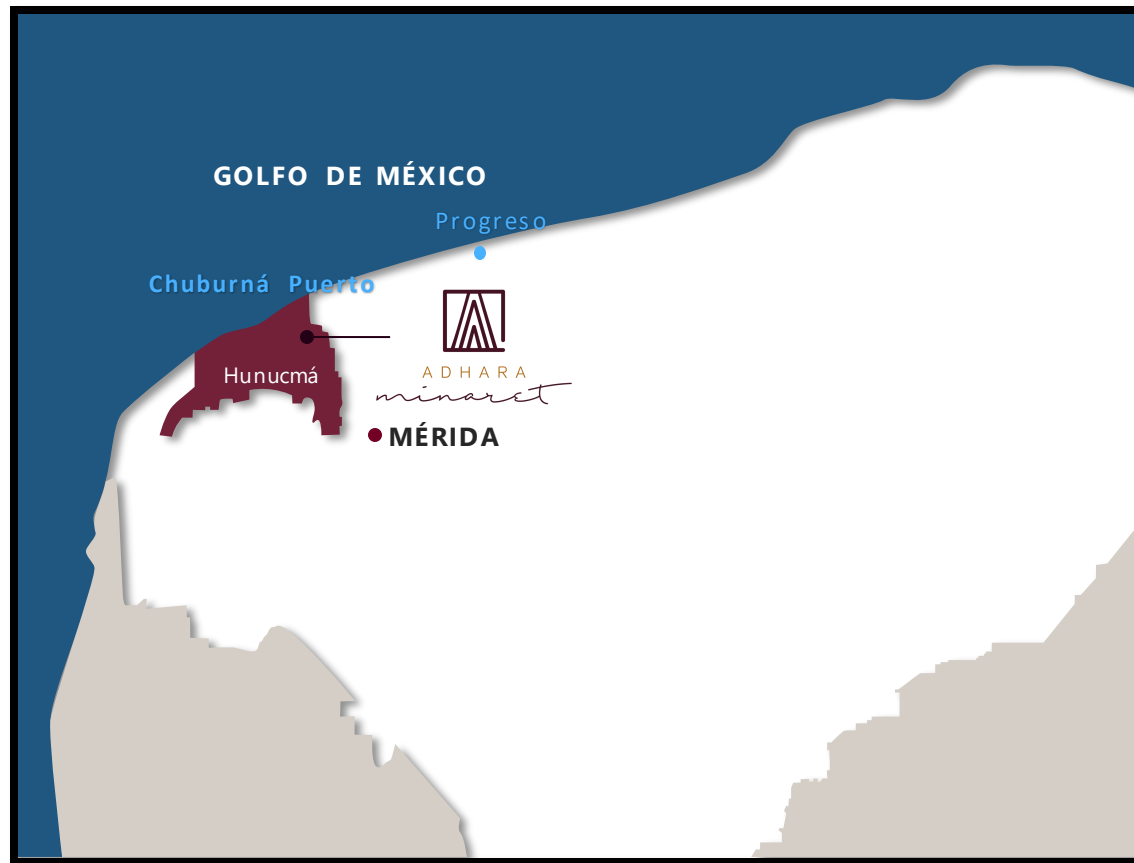 GOLFO DE MÉXICO
Progreso
Chuburná Puerto
Hunucmá
ADHARA
minaret
MÉRIDA